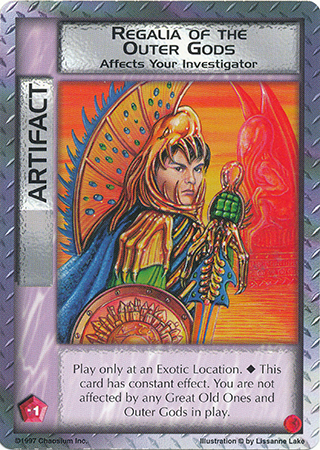 REGALIA OF THE
OUTER GODS
Affects Your Investigator
ARTIFACT
Play only at an Exotic Location. ◆ This
card has constant effect. You are not
affected by any Great Old Ones and
Outer Gods in play.
-1
©1997 Chaosium Inc.
Illustration © by Lissanne Lake